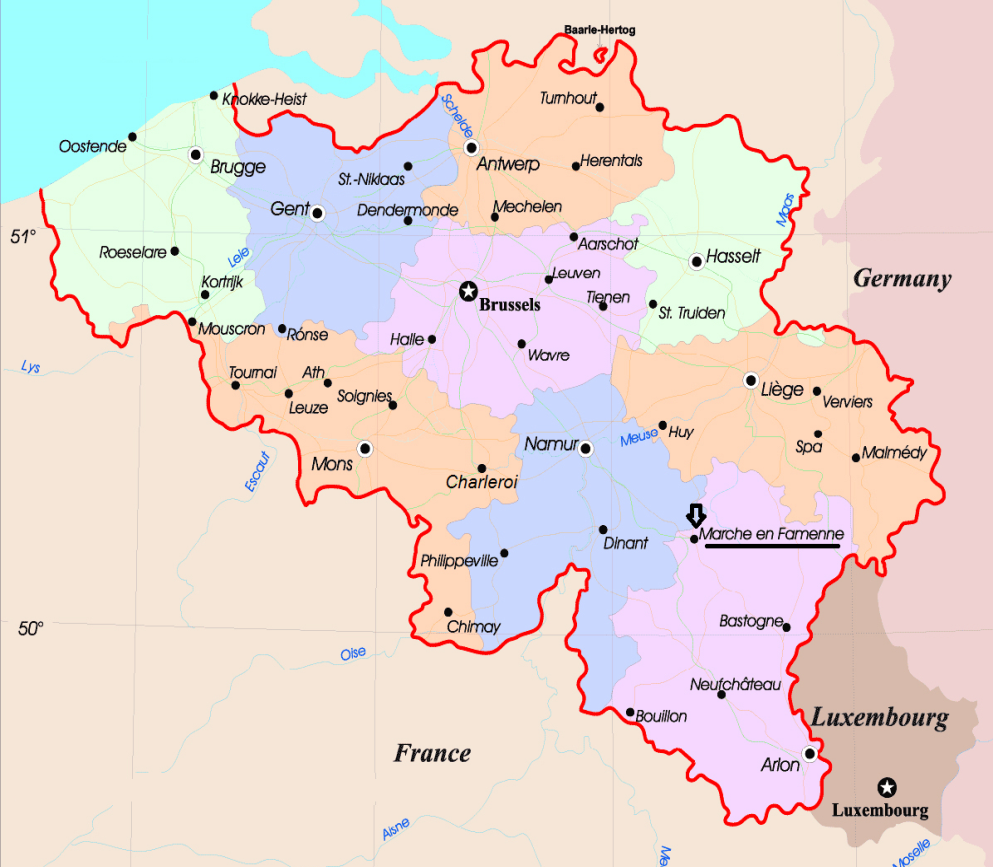 Baarle-Hertog
Knokke-Heist
Turnhout
Schelde
Oostende
Brugge
Antwerp
Herentals
St.-Niklaas
Maas
Gent
Dendermonde
Mechelen
51°
Aarschot
Roeselare
Leie
Hasselt
Leuven
Germany
Kortrijk
Brussels
Tienen
St. Truiden
Mouscron
Rónse
Halle
Wavre
Lys
Tournai
Ath
Leuze
Soignies
Liège
Verviers
Meuse
Huy
Namur
Spa
Malmédy
Mons
Escaut
Charleroi
Marche en Famenne
Dinant
Philippeville
50°
Chimay
Bastogne
Oise
Neufchâteau
Bouillon
Luxembourg
France
Arlon
Luxembourg
Aisne
Me
Moselle